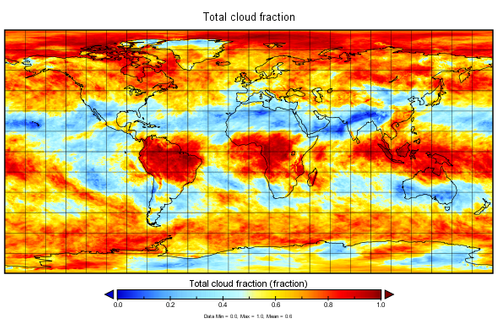 Total cloud fraction
Total cloud fraction (fraction)
0.0 0.2 0.4 0.6 0.8 1.0
Data Min = 0.0, Max = 1.0, Mean = 0.6